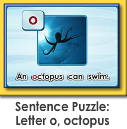 o
An octopus can swim.
Sentence Puzzle:
Letter o, octopus